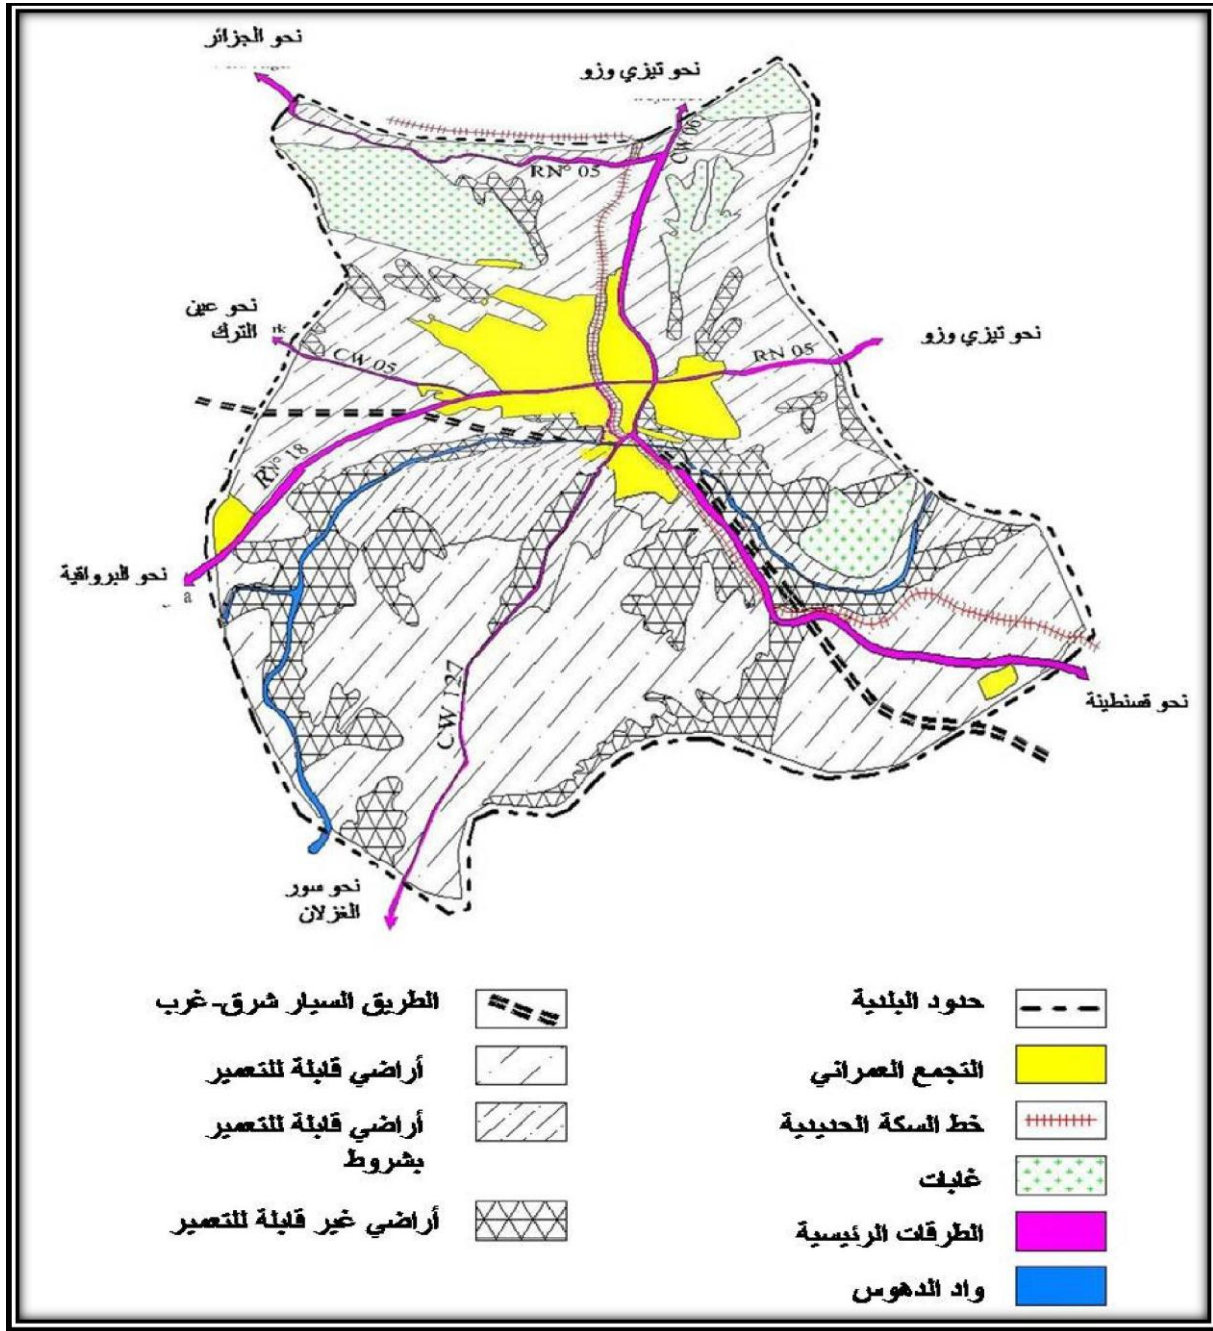 نحو الجزائر
نحو تيزي وزو
CW 06
RN° 05
نحو عين
الترك
rk
CW 05
RN 05
نحو تيزي وزو
RN° 18
نحو البرواقية
a
CW 127
نحو قسنطينة
نحو سور
الغزلان
حدود البلدية
التجمع العمراني
خط السكة الحديدية
غابات
الطرقات الرئيسية
واد الدهوس
الطريق السيار شرق-غرب
أراضي قابلة للتعمير
أراضي قابلة للتعمير
بشروط
أراضي غير قابلة للتعمير